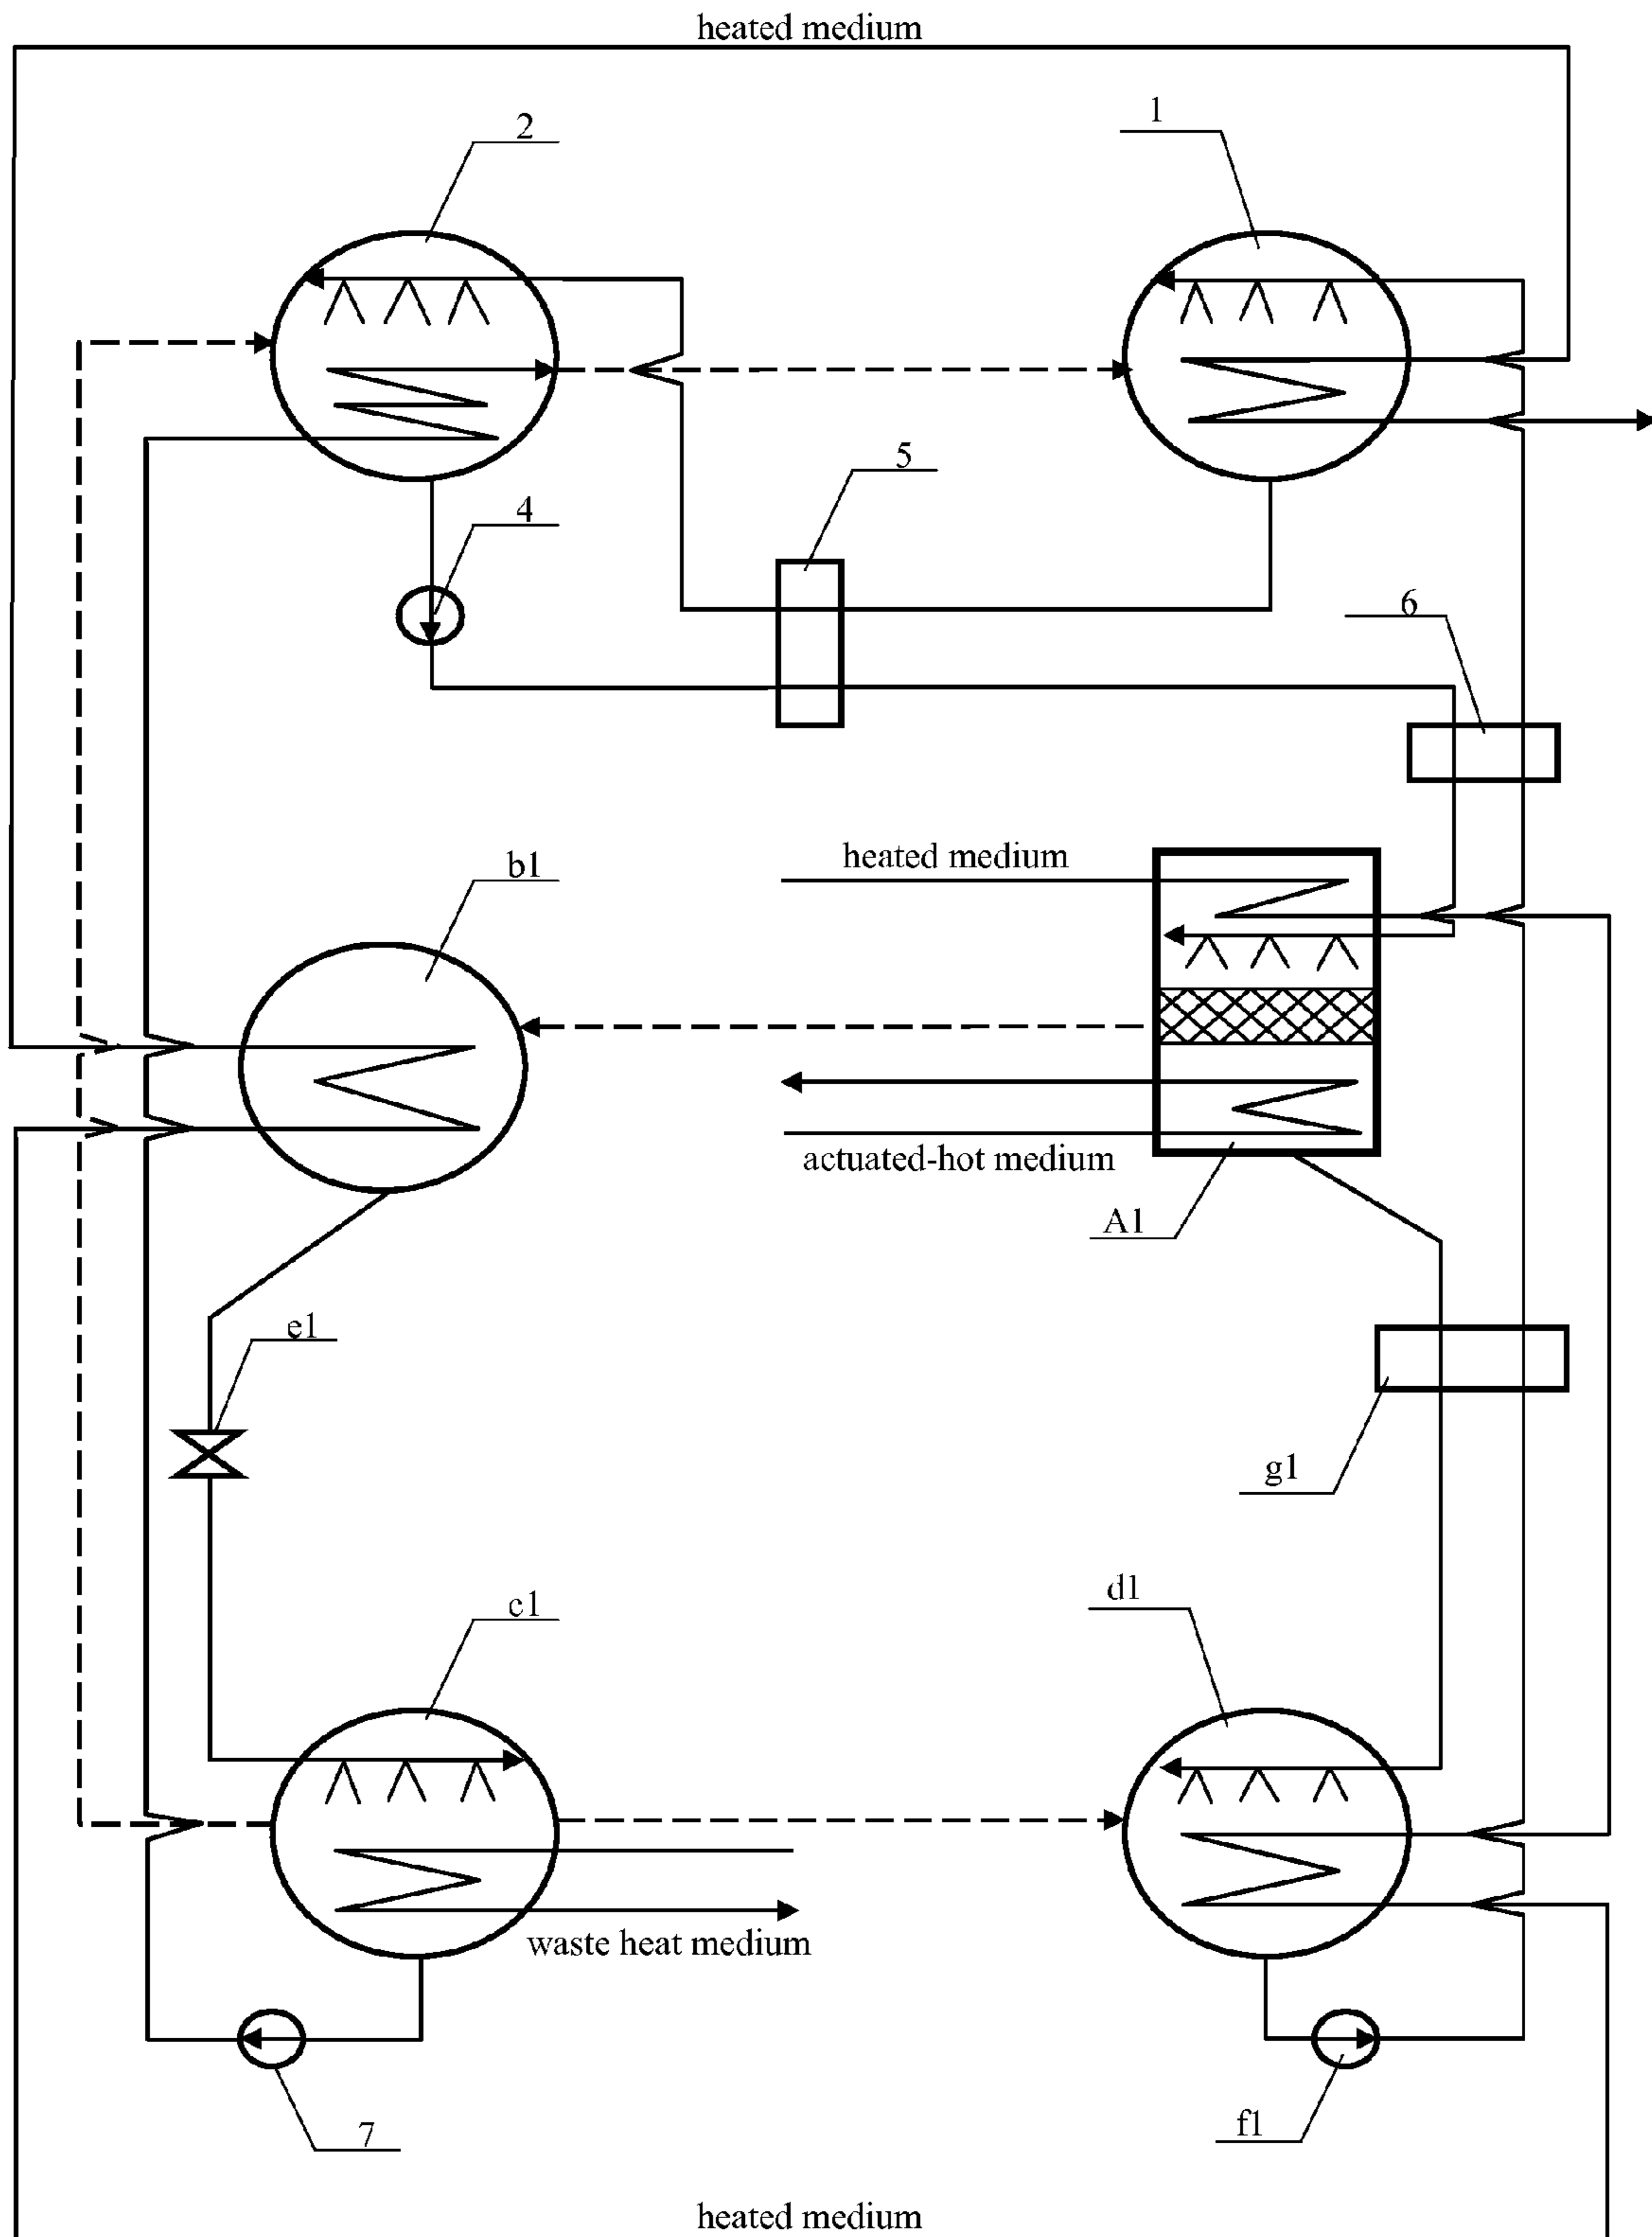 heated medium
2
1
5
4
6
heated medium
b1
actuated-hot medium
A1
e1
g1
c1
d1
waste heat medium
7
f1
heated medium